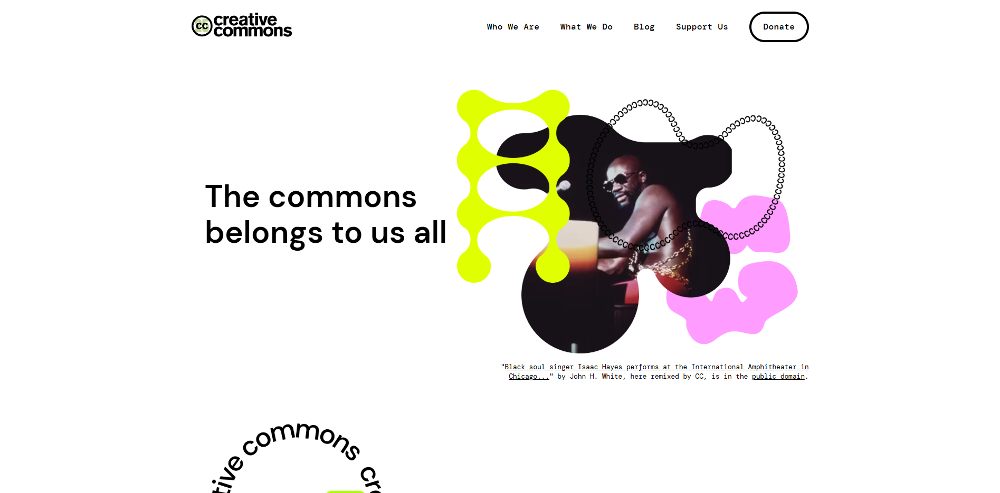 cc creative
commons
Who We Are
What We Do
Blog
Support Us
Donate
The commons
belongs to us all
"Black soul singer Isaac Hayes performs at the International Amphitheater in
Chicago..." by John H. White, here remixed by CC, is in the public domain.
tive commons cre